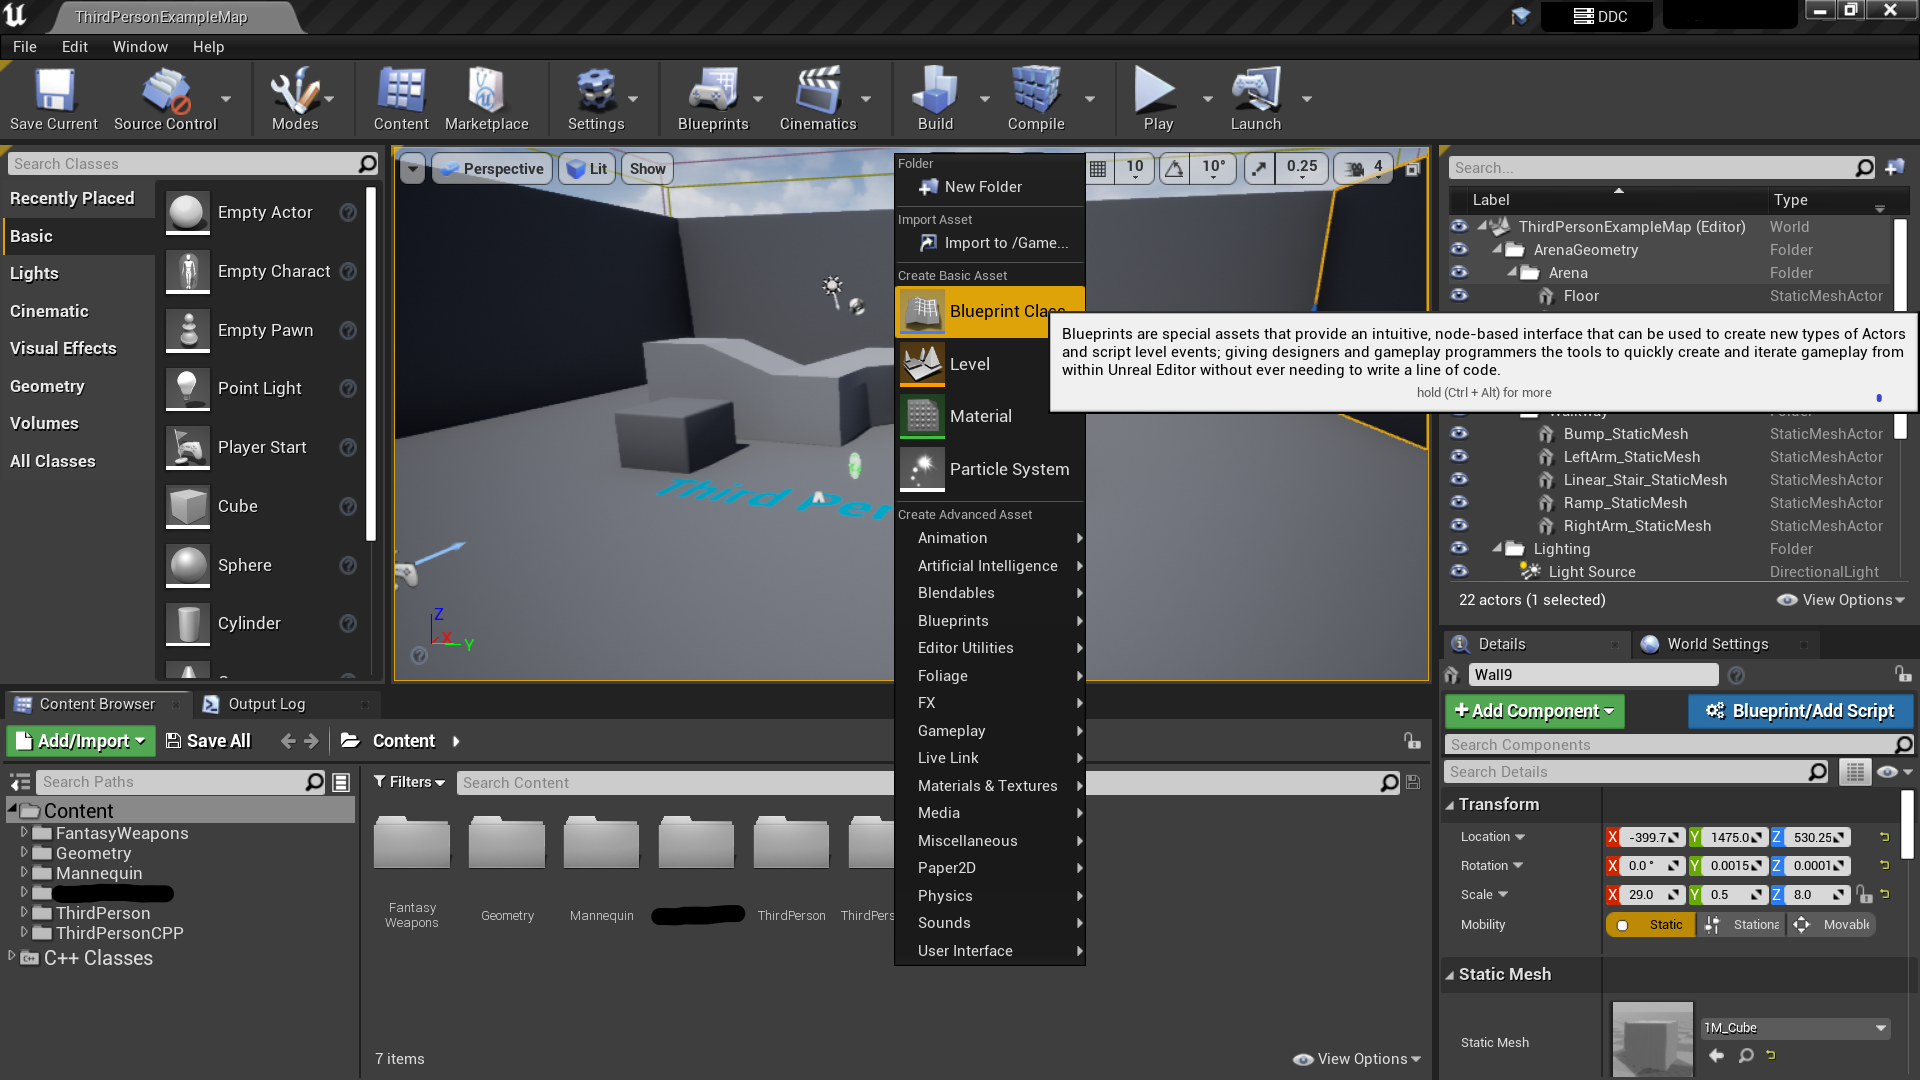 ThirdPersonExampleMap
DDC
File Edit Window Help
Save Current
Source Control
Modes
Content
Marketplace
Settings
Blueprints
Cinematics
Build
Compile
Play
Launch
Search Classes
Recently Placed
Basic
Lights
Cinematic
Visual Effects
Geometry
Volumes
All Classes
Empty Actor
Empty Charact
Empty Pawn
Point Light
Player Start
Cube
Sphere
Cylinder
Perspective
Lit
Show
10
10°
0.25
4
Third Per
Z
X
Y
Folder
New Folder
Import Asset
Import to /Game...
Create Basic Asset
Blueprint Class
Level
Material
Particle System
Create Advanced Asset
Animation
Artificial Intelligence
Blendables
Blueprints
Editor Utilities
Foliage
FX
Gameplay
Live Link
Materials & Textures
Media
Miscellaneous
Paper2D
Physics
Sounds
User Interface
Blueprints are special assets that provide an intuitive, node-based interface that can be used to create new types of Actors
and script level events; giving designers and gameplay programmers the tools to quickly create and iterate gameplay from
within Unreal Editor without ever needing to write a line of code.
hold (Ctrl + Alt) for more
Search...
Label Type
ThirdPersonExampleMap (Editor) World
ArenaGeometry Folder
Arena Folder
Floor StaticMeshActor
Walkway Folder
Bump_StaticMesh StaticMeshActor
LeftArm_StaticMesh StaticMeshActor
Linear_Stair_StaticMesh StaticMeshActor
Ramp_StaticMesh StaticMeshActor
RightArm_StaticMesh StaticMeshActor
Lighting Folder
Light Source DirectionalLight
22 actors (1 selected)
View Options
Details
World Settings
Wall9
+Add Component
Blueprint/Add Script
Search Components
Search Details
Transform
Location X -399.7 Y 1475.0 Z 530.25
Rotation X 0.0 ° Y 0.0015 Z 0.0001
Scale X 29.0 Y 0.5 Z 8.0
Mobility Static Stationa Movable
Static Mesh
Static Mesh
1M_Cube
Content Browser
Output Log
Add/Import
Save All
Content
Search Paths
Filters
Search Content
Content
FantasyWeapons
Geometry
Mannequin
ThirdPerson
ThirdPersonCPP
C++ Classes
Fantasy
Weapons
Geometry
Mannequin
ThirdPerson
ThirdPers
7 items
View Options